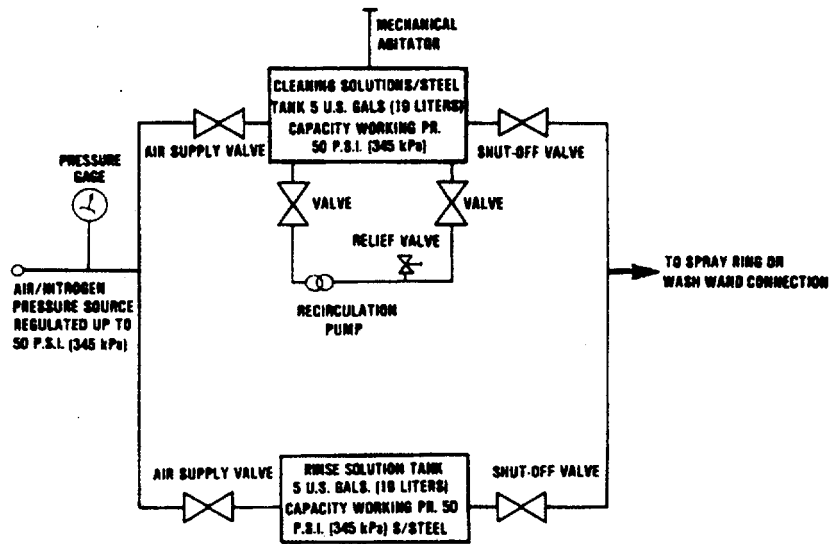 MECHANICAL
AGITATOR
CLEANING SOLUTIONS/STEEL
TANK 5 U.S. GALS (19 LITERS)
CAPACITY WORKING PR.
50 P.S.I. (345 kPa)
AIR SUPPLY VALVE
SHUT-OFF VALVE
PRESSURE
GAGE
VALVE
VALVE
RELIEF VALVE
RECIRCULATION
PUMP
AIR/NITROGEN
PRESSURE SOURCE
REGULATED UP TO
50 P.S.I. (345 kPa)
TO SPRAY RING OR
WASH WAND CONNECTION
AIR SUPPLY VALVE
RINSE SOLUTION TANK
5 U.S. GALS. (19 LITERS)
CAPACITY WORKING PR. 50
P.S.I. (345 kPa) S/STEEL
SHUT-OFF VALVE